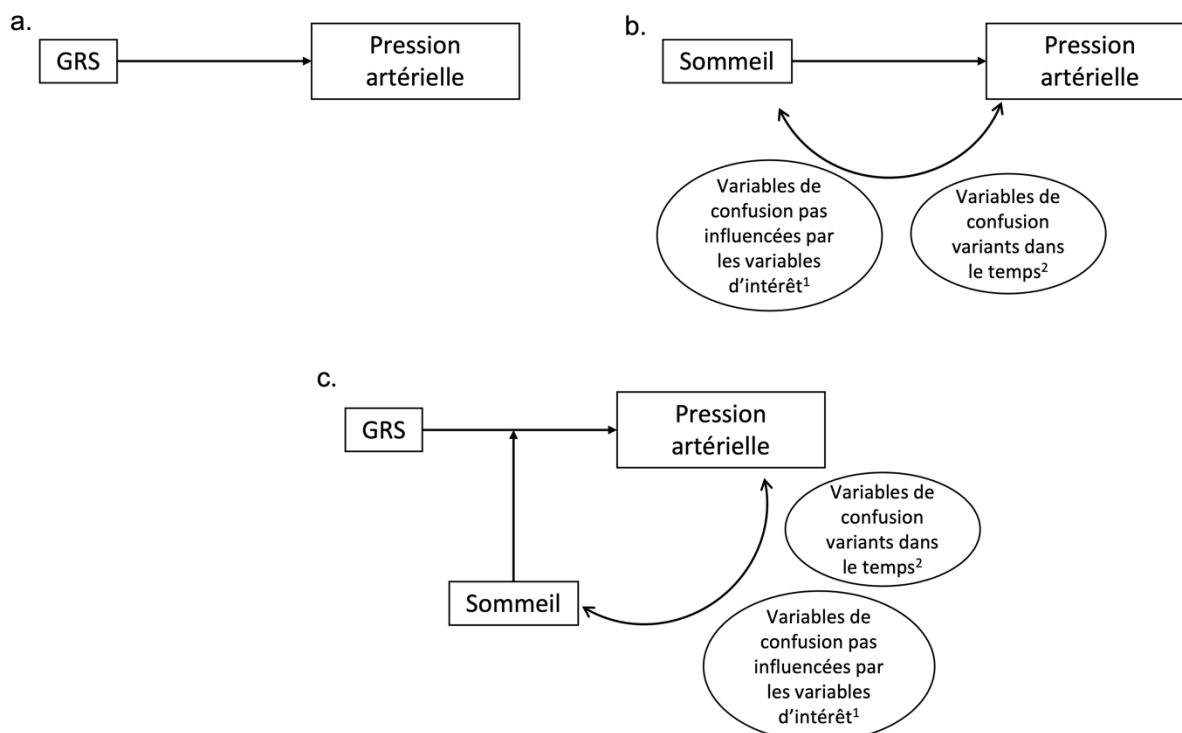 a.
GRS
Pression
artérielle
b.
Sommeil
Pression
artérielle
Variables de
confusion pas
influencées par
les variables
d'intérêt¹
Variables de
confusion
variants dans
le temps²
c.
GRS
Pression
artérielle
Sommeil
Variables de
confusion
variants dans
le temps²
Variables de
confusion pas
influencées par
les variables
d'intérêt¹